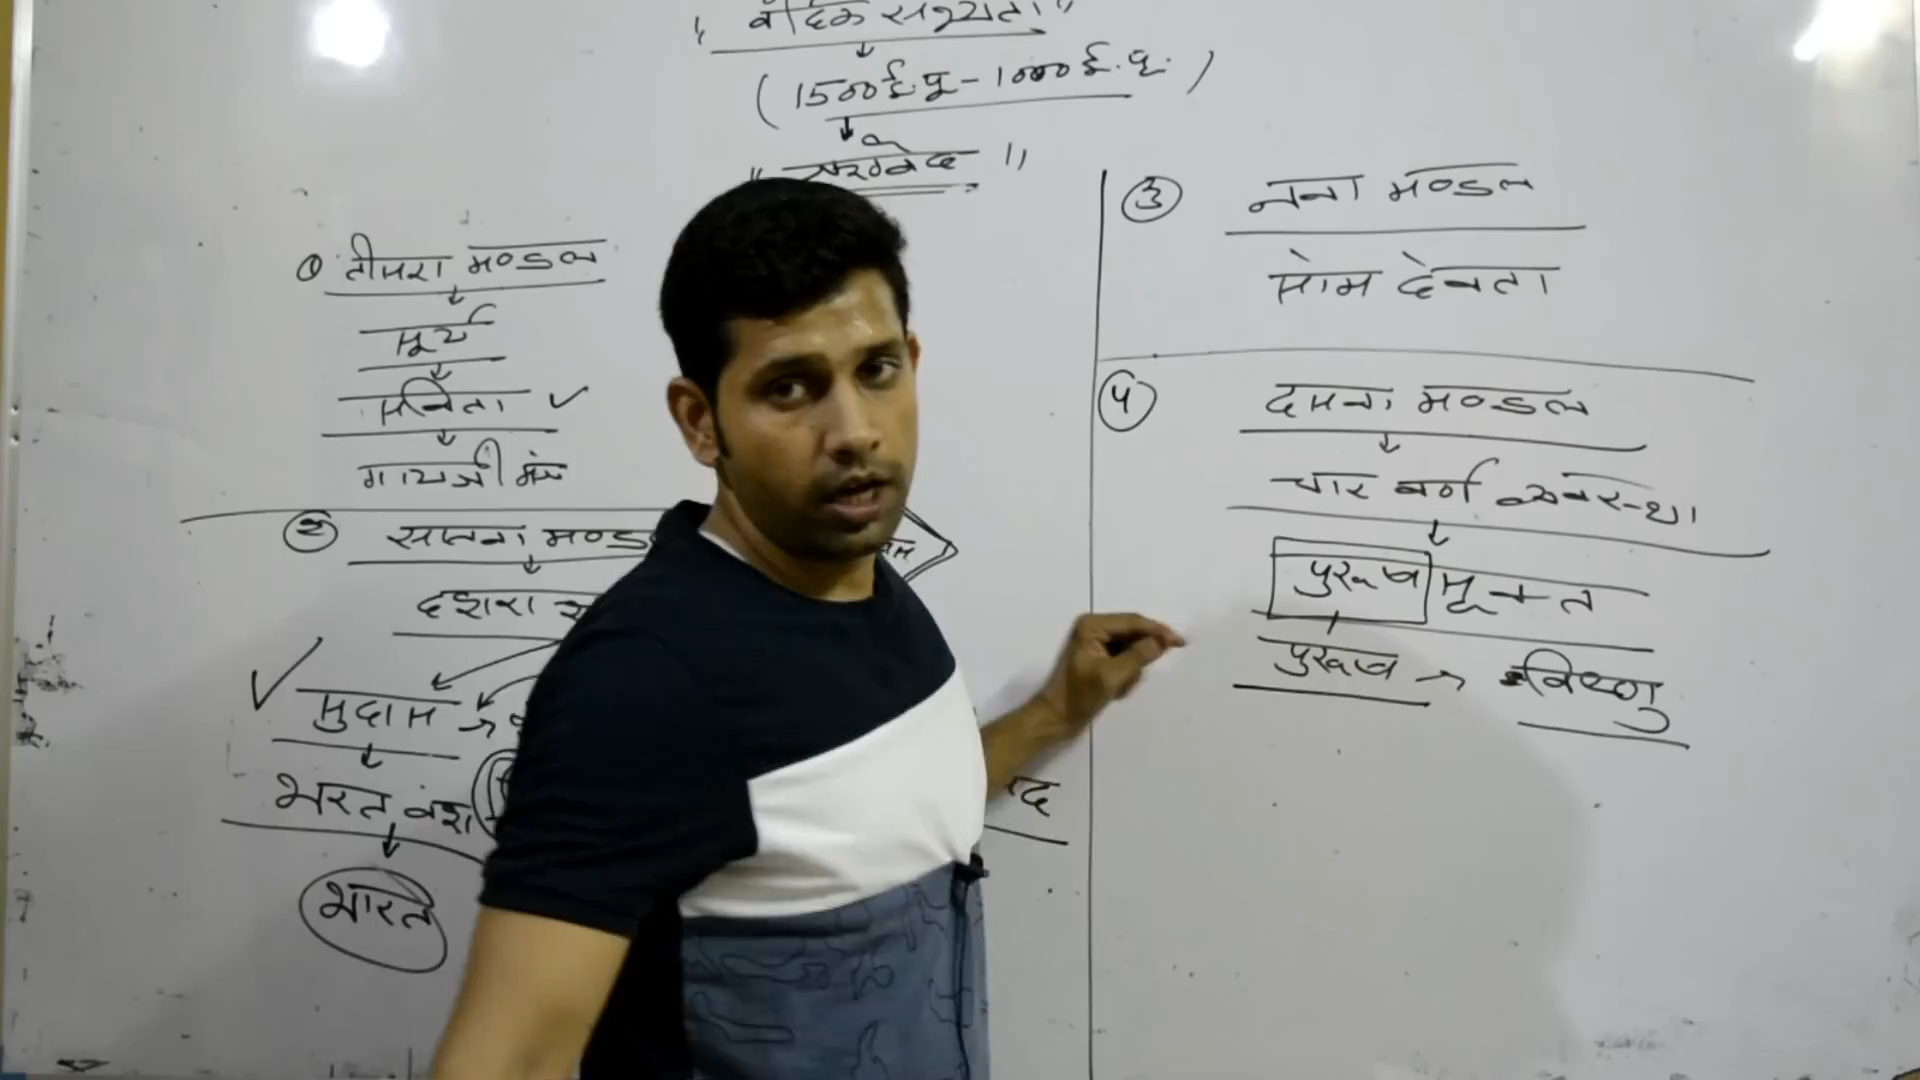 " वैदिक सभ्यता "
( 1500 ई.पू - 1000 ई.पू. )
" ऋग्वेद "
① तीसरा मण्डल
सूर्य
सविता ✓
गायत्री मंत्र
② सातवा मण्ड
दशरा
✓ सुदास →
भरत वंश
भारत
③ नवा मण्डल
सोम देवता
④ दसवा मण्डल
चार वर्ण व्यवस्था
पुरूष सूक्त
पुरूष → विष्णु